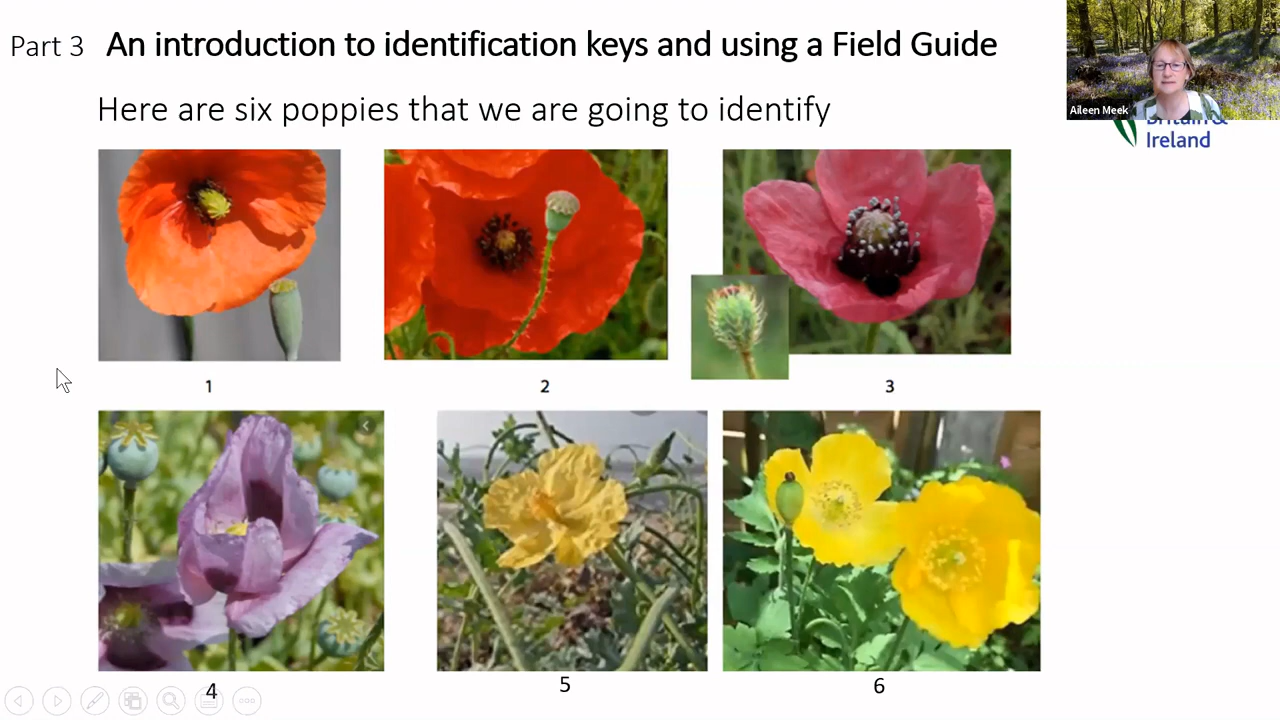 Part 3 An introduction to identification keys and using a Field Guide
Aileen Meek
Britain &
Ireland
Here are six poppies that we are going to identify
1
2
3
4
5
6